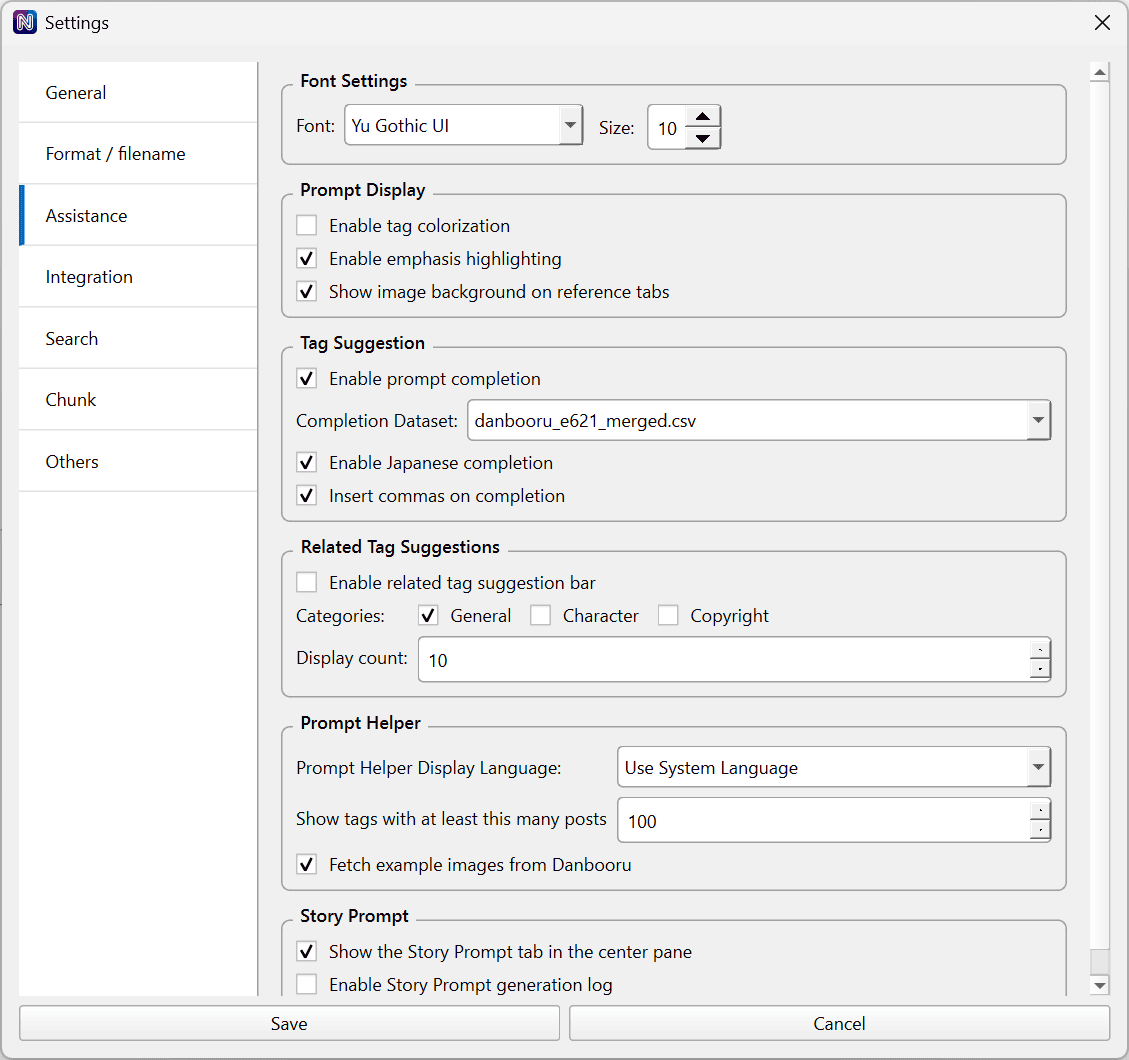 Settings
General
Format / filename
Assistance
Integration
Search
Chunk
Others
Font Settings
Font: Yu Gothic UI Size: 10
Prompt Display
Enable tag colorization
Enable emphasis highlighting
Show image background on reference tabs
Tag Suggestion
Enable prompt completion
Completion Dataset: danbooru_e621_merged.csv
Enable Japanese completion
Insert commas on completion
Related Tag Suggestions
Enable related tag suggestion bar
Categories: General Character Copyright
Display count: 10
Prompt Helper
Prompt Helper Display Language: Use System Language
Show tags with at least this many posts 100
Fetch example images from Danbooru
Story Prompt
Show the Story Prompt tab in the center pane
Enable Story Prompt generation log
Save Cancel